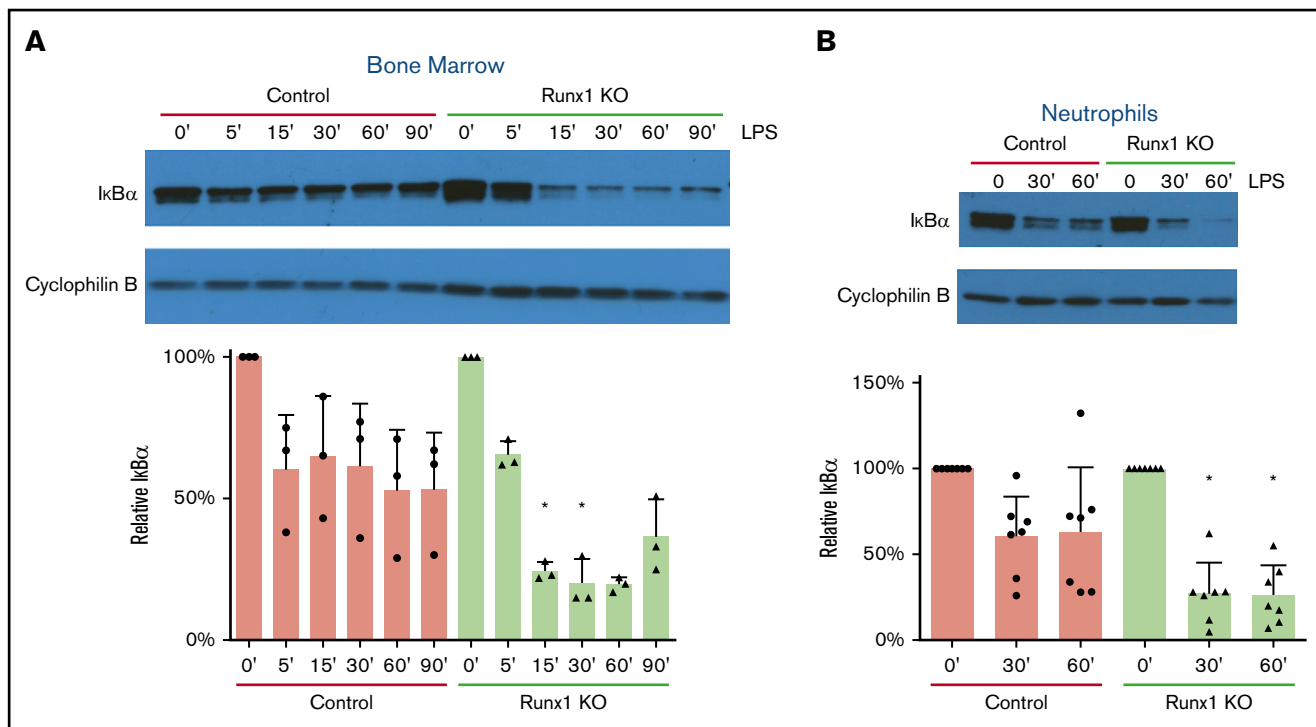 A
Bone Marrow
Control Runx1 KO
0' 5' 15' 30' 60' 90' 0' 5' 15' 30' 60' 90' LPS
IκBα
Cyclophilin B
100%
50%
0%
Relative IκBα
* *
0' 5' 15' 30' 60' 90' 0' 5' 15' 30' 60' 90'
Control Runx1 KO
B
Neutrophils
Control Runx1 KO
0 30' 60' 0 30' 60' LPS
IκBα
Cyclophilin B
150%
100%
50%
0%
Relative IκBα
* *
0' 30' 60' 0' 30' 60'
Control Runx1 KO